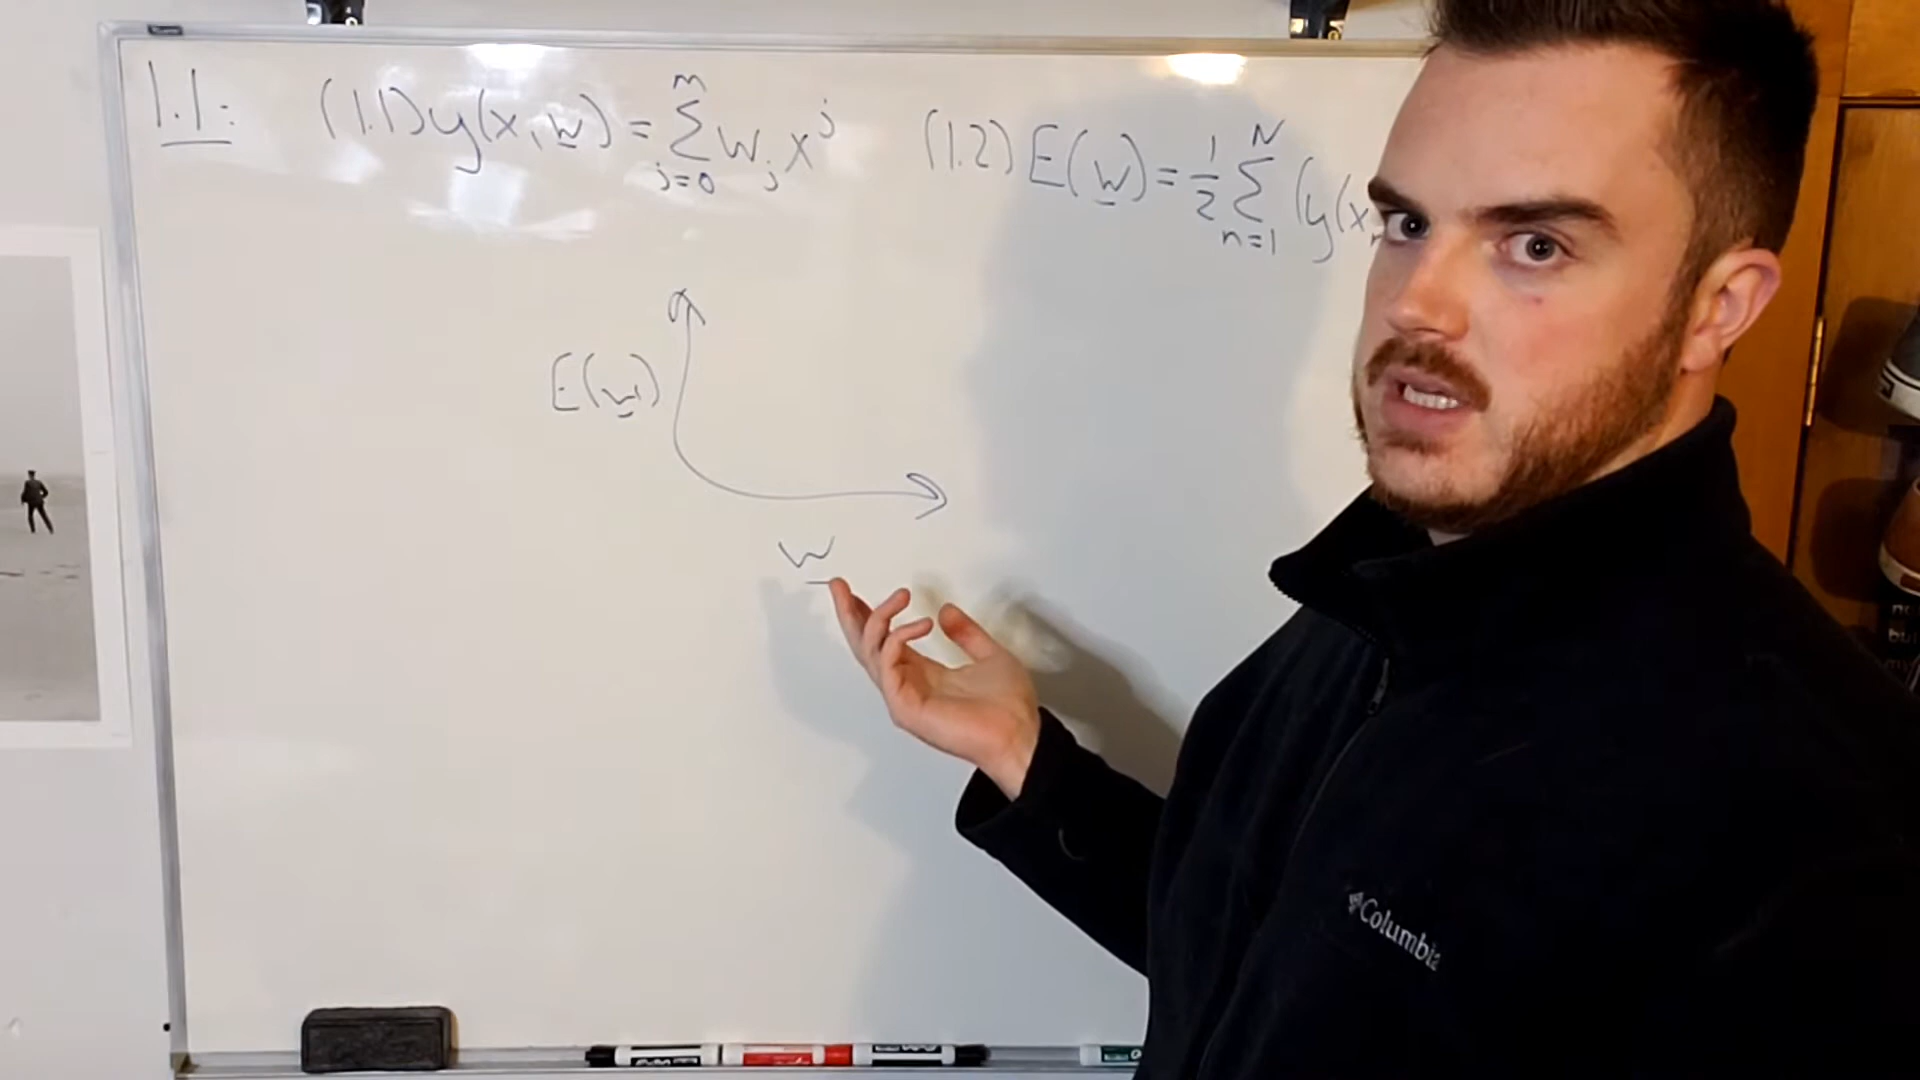 1.1: (1.1) y(x, w) = Σ_{j=0}^{m} w_j x^j (1.2) E(w) = 1/2 Σ_{n=1}^{N} (y(x
E(w)
w
Columbia